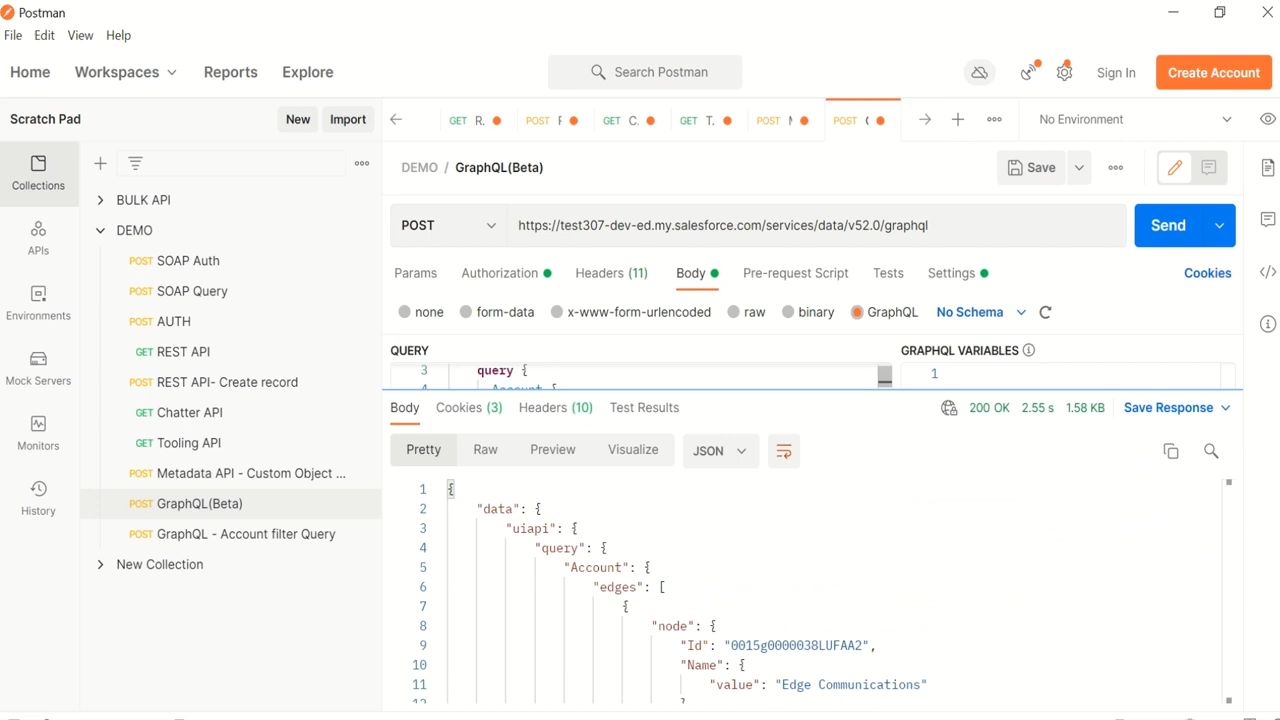 Postman
File Edit View Help
Home Workspaces Reports Explore Search Postman Sign In Create Account
Scratch Pad New Import
GET R. POST F GET C. GET T. POST POST No Environment
Collections
APIs
Environments
Mock Servers
Monitors
History
BULK API
DEMO
POST SOAP Auth
POST SOAP Query
POST AUTH
GET REST API
POST REST API- Create record
GET Chatter API
GET Tooling API
POST Metadata API - Custom Object ...
POST GraphQL(Beta)
POST GraphQL - Account filter Query
New Collection
DEMO / GraphQL(Beta) Save
POST https://test307-dev-ed.my.salesforce.com/services/data/v52.0/graphql Send
Params Authorization Headers (11) Body Pre-request Script Tests Settings Cookies
none form-data x-www-form-urlencoded raw binary GraphQL No Schema
QUERY GRAPHQL VARIABLES
3 query { 1
4 Account {
Body Cookies (3) Headers (10) Test Results 200 OK 2.55 s 1.58 KB Save Response
Pretty Raw Preview Visualize JSON
1 {
2 "data": {
3 "uiapi": {
4 "query": {
5 "Account": {
6 "edges": [
7 {
8 "node": {
9 "Id": "0015g0000038LUFAA2",
10 "Name": {
11 "value": "Edge Communications"
12 }